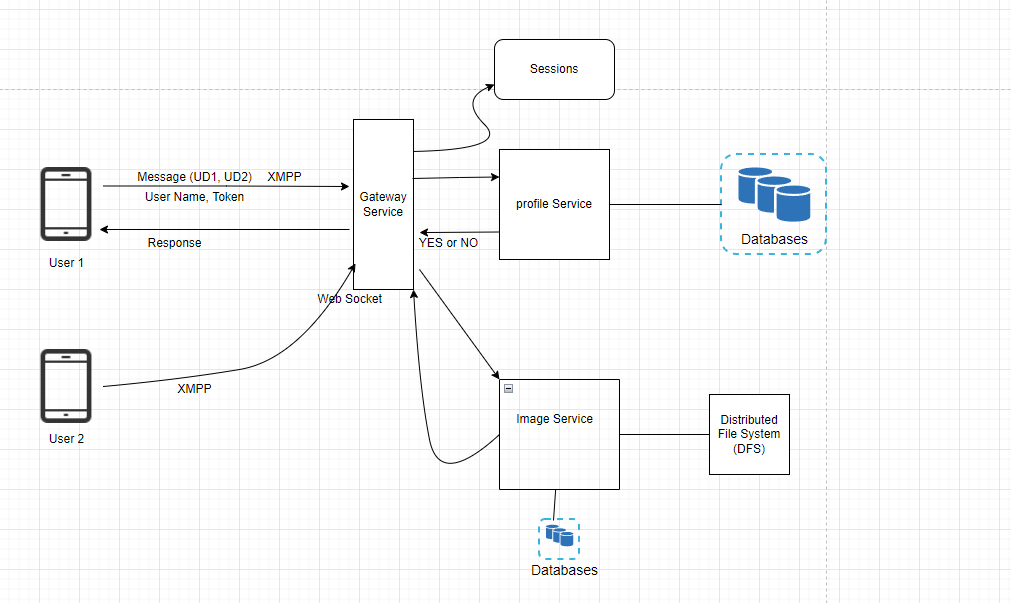 Sessions
Message (UD1, UD2) XMPP
User Name, Token
Gateway
Service
profile Service
Databases
Response
YES or NO
User 1
Web Socket
XMPP
User 2
Image Service
Distributed
File System
(DFS)
Databases